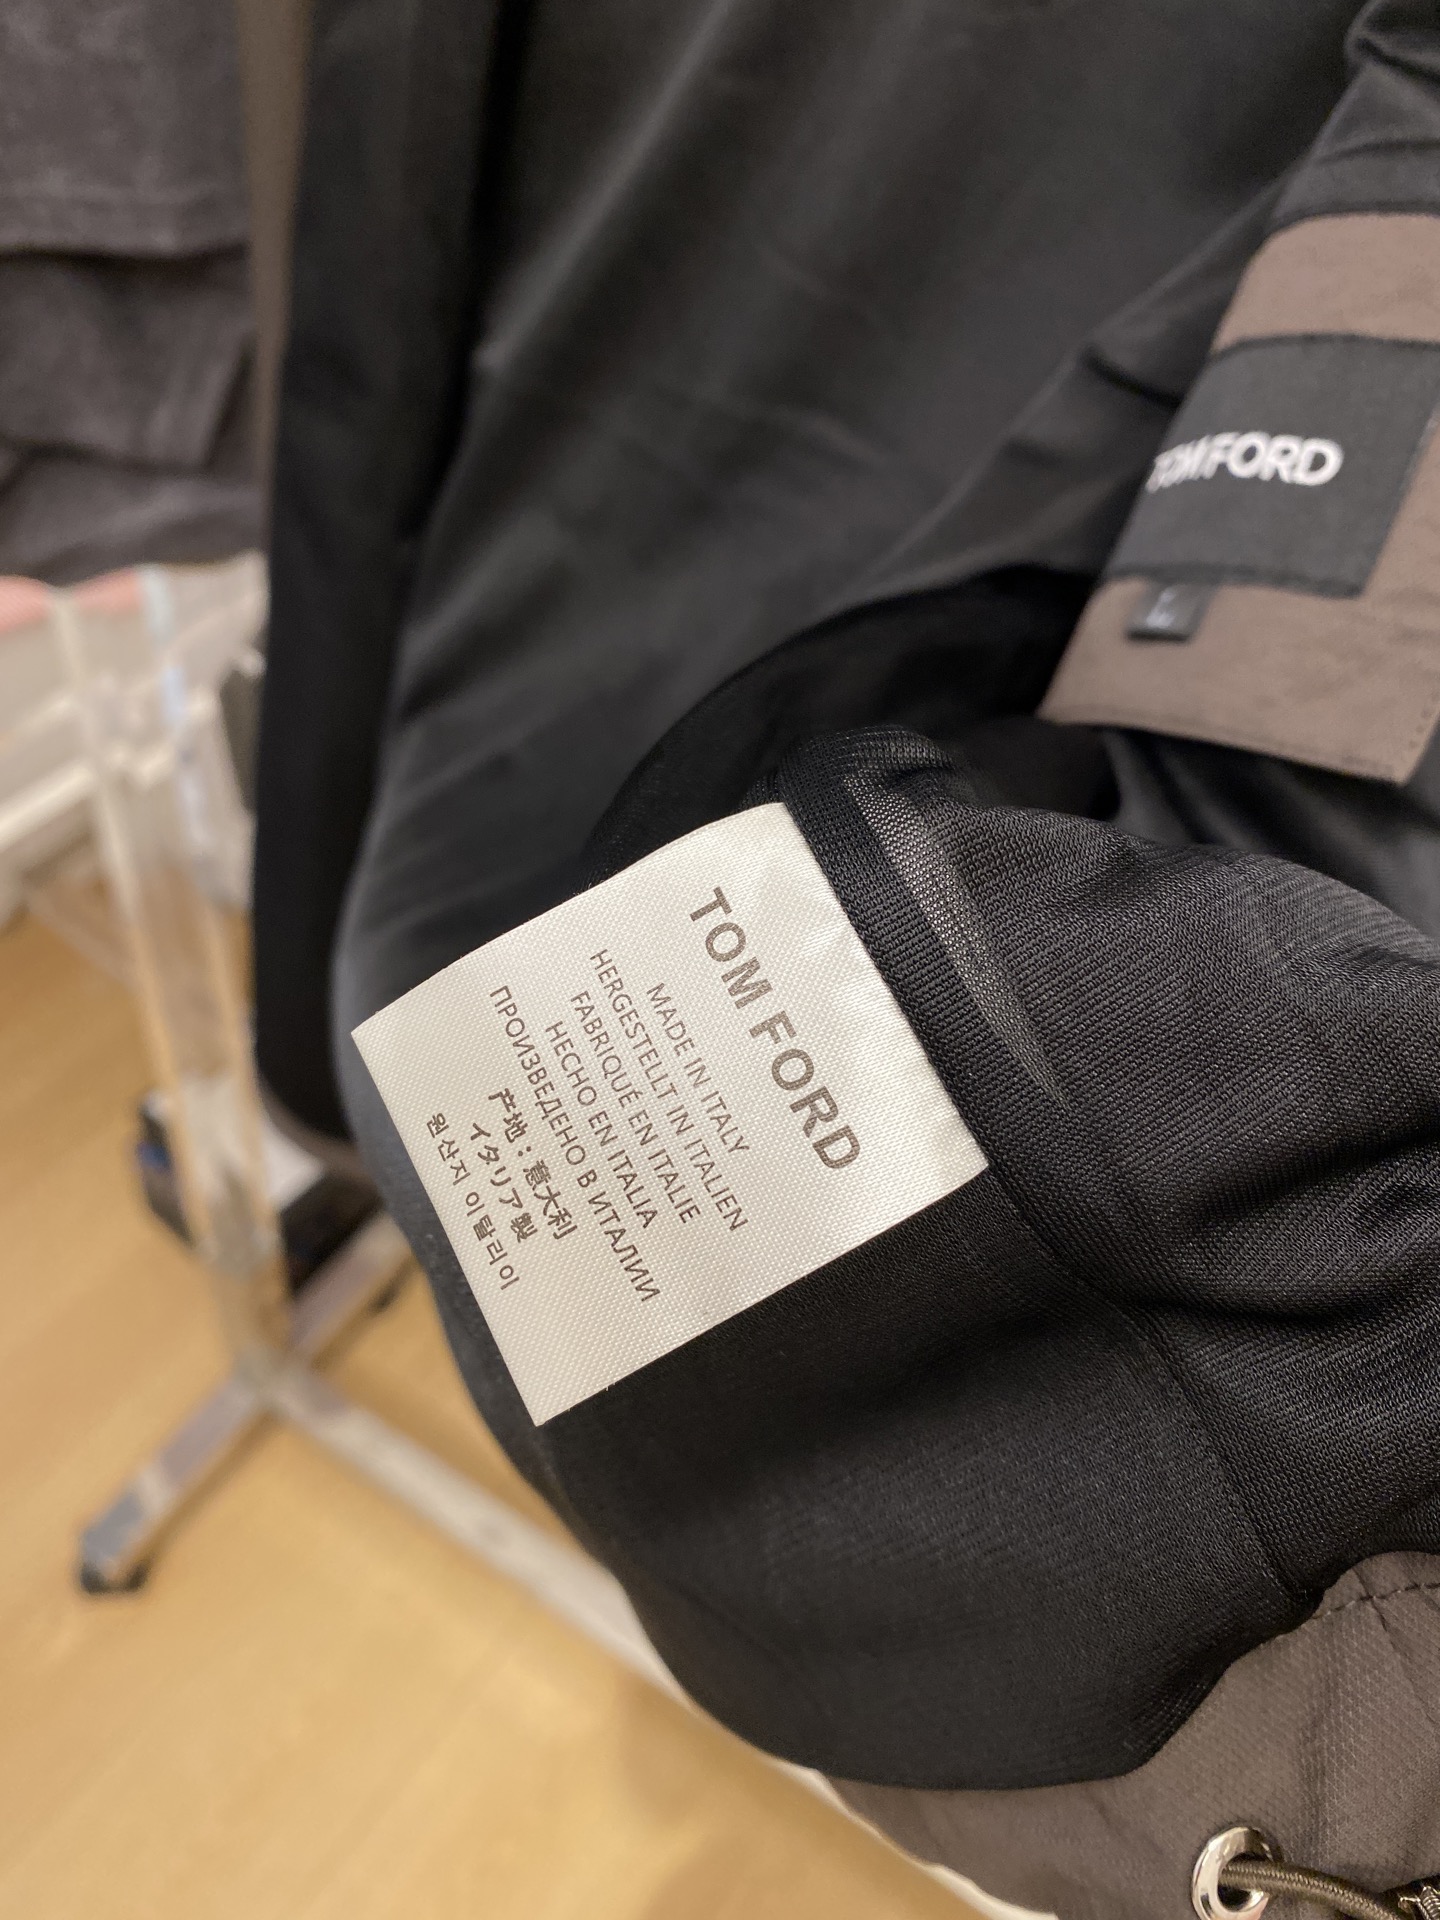 TOM FORD
TOM FORD
MADE IN ITALY
HERGESTELLT IN ITALIEN
FABRIQUÉ EN ITALIE
HECHO EN ITALIA
ПРОИЗВЕДЕНО В ИТАЛИИ
产地：意大利
イタリア製
원산지 이탈리아